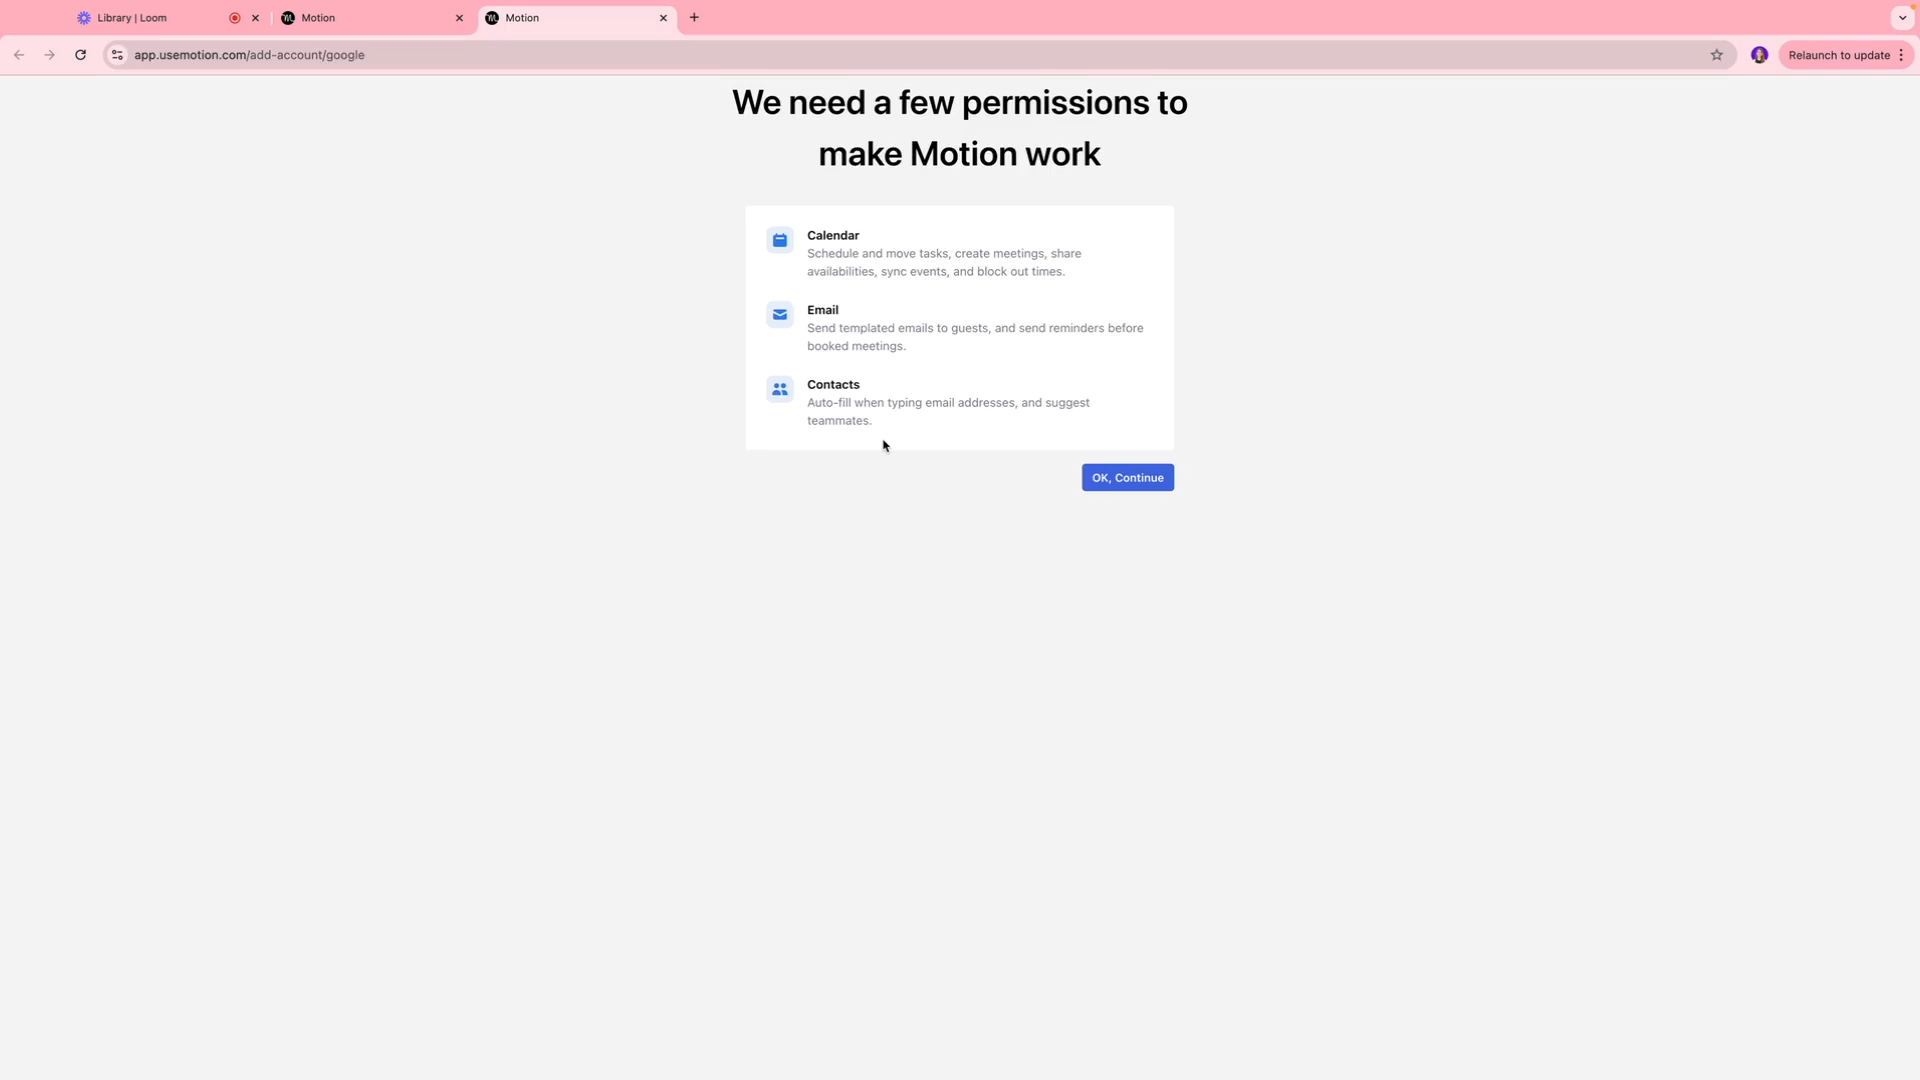 Library | Loom
Motion
Motion
app.usemotion.com/add-account/google
Relaunch to update
We need a few permissions to
make Motion work
Calendar
Schedule and move tasks, create meetings, share
availabilities, sync events, and block out times.
Email
Send templated emails to guests, and send reminders before
booked meetings.
Contacts
Auto-fill when typing email addresses, and suggest
teammates.
OK, Continue